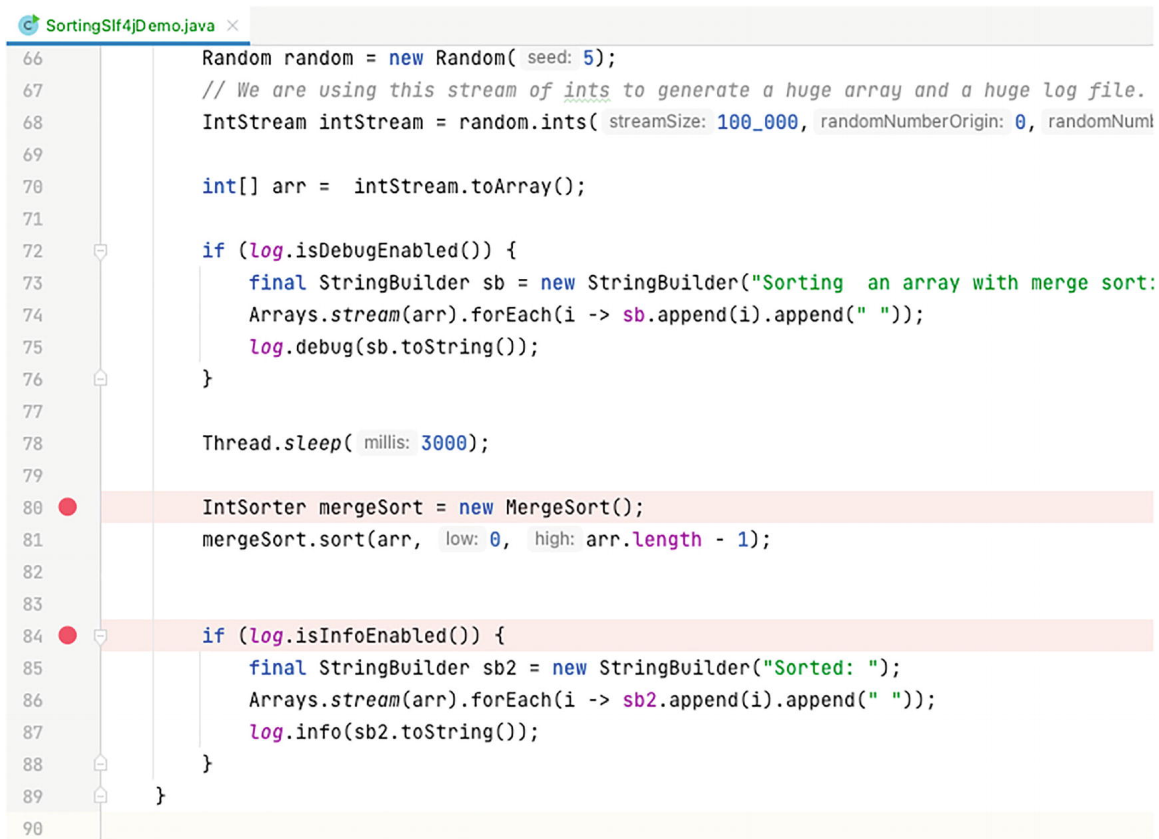 SortingSlf4jDemo.java
66 Random random = new Random( seed: 5);
67 // We are using this stream of ints to generate a huge array and a huge log file.
68 IntStream intStream = random.ints( streamSize: 100_000, randomNumberOrigin: 0,
69
70 int[] arr =  intStream.toArray();
71
72 if (log.isDebugEnabled()) {
73 final StringBuilder sb = new StringBuilder("Sorting  an array with merge sort:
74 Arrays.stream(arr).forEach(i -> sb.append(i).append(" "));
75 log.debug(sb.toString());
76 }
77
78 Thread.sleep( millis: 3000);
79
80 IntSorter mergeSort = new MergeSort();
81 mergeSort.sort(arr, low: 0, high: arr.length - 1);
82
83
84 if (log.isInfoEnabled()) {
85 final StringBuilder sb2 = new StringBuilder("Sorted: ");
86 Arrays.stream(arr).forEach(i -> sb2.append(i).append(" "));
87 log.info(sb2.toString());
88 }
89 }
90